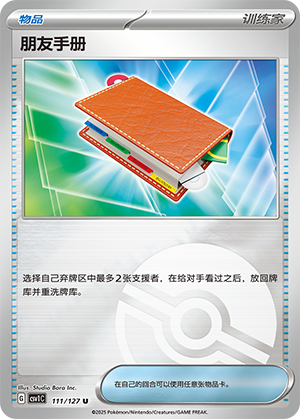 物品
训练家
朋友手册
选择自己弃牌区中最多2张支援者，在给对手看过之后，放回牌
库并重洗牌库。
Illus. Studio Bora Inc.
G CSV1C 111/127 U
在自己的回合可以使用任意张物品卡。
©2025 Pokémon/Nintendo/Creatures/GAME FREAK.